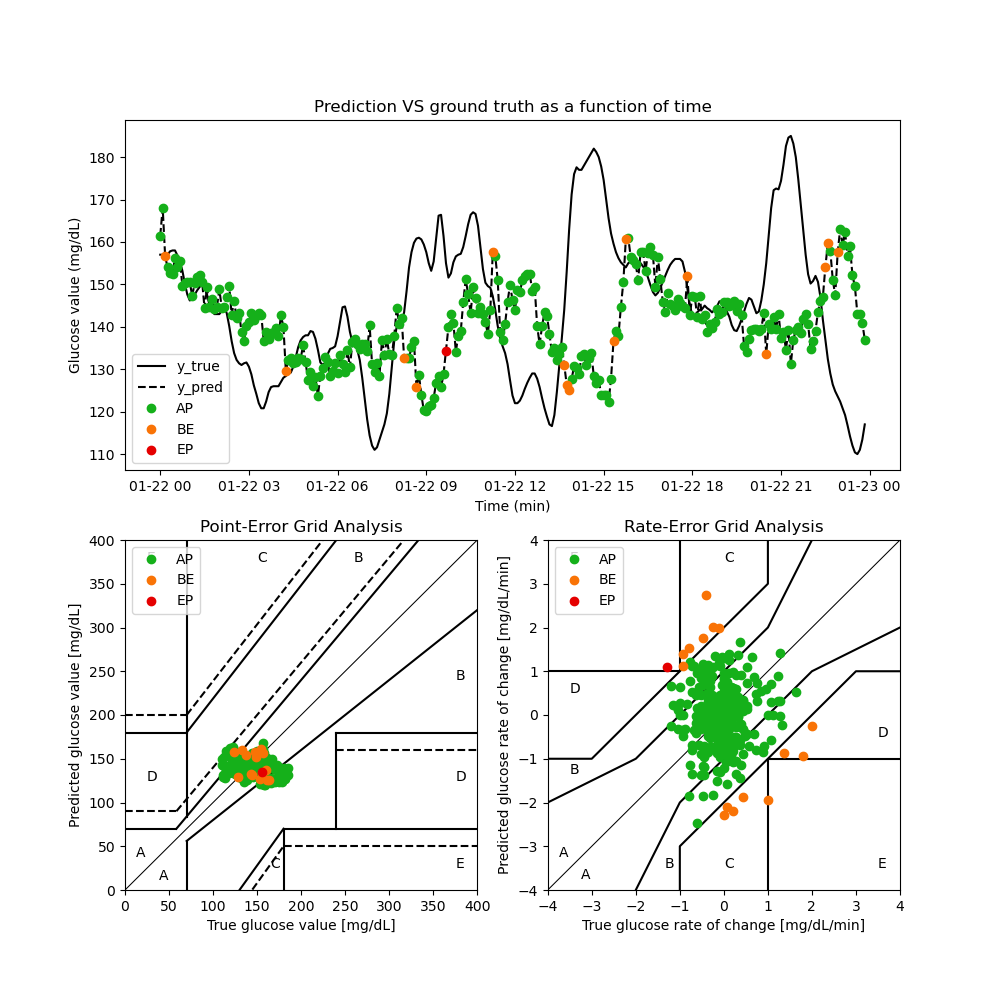 Prediction VS ground truth as a function of time
Glucose value (mg/dL)
180
170
160
150
140
130
120
110
y_true
y_pred
AP
BE
EP
01-22 00 01-22 03 01-22 06 01-22 09 01-22 12 01-22 15 01-22 18 01-22 21 01-23 00
Time (min)
Point-Error Grid Analysis
Predicted glucose value [mg/dL]
400
350
300
250
200
150
100
50
0
AP
BE
EP
C B
B
D D
A
A C E
0 50 100 150 200 250 300 350 400
True glucose value [mg/dL]
Rate-Error Grid Analysis
Predicted glucose rate of change [mg/dL/min]
4
3
2
1
0
−1
−2
−3
−4
AP
BE
EP
C
D
D
B
A
A B C E
−4 −3 −2 −1 0 1 2 3 4
True glucose rate of change [mg/dL/min]